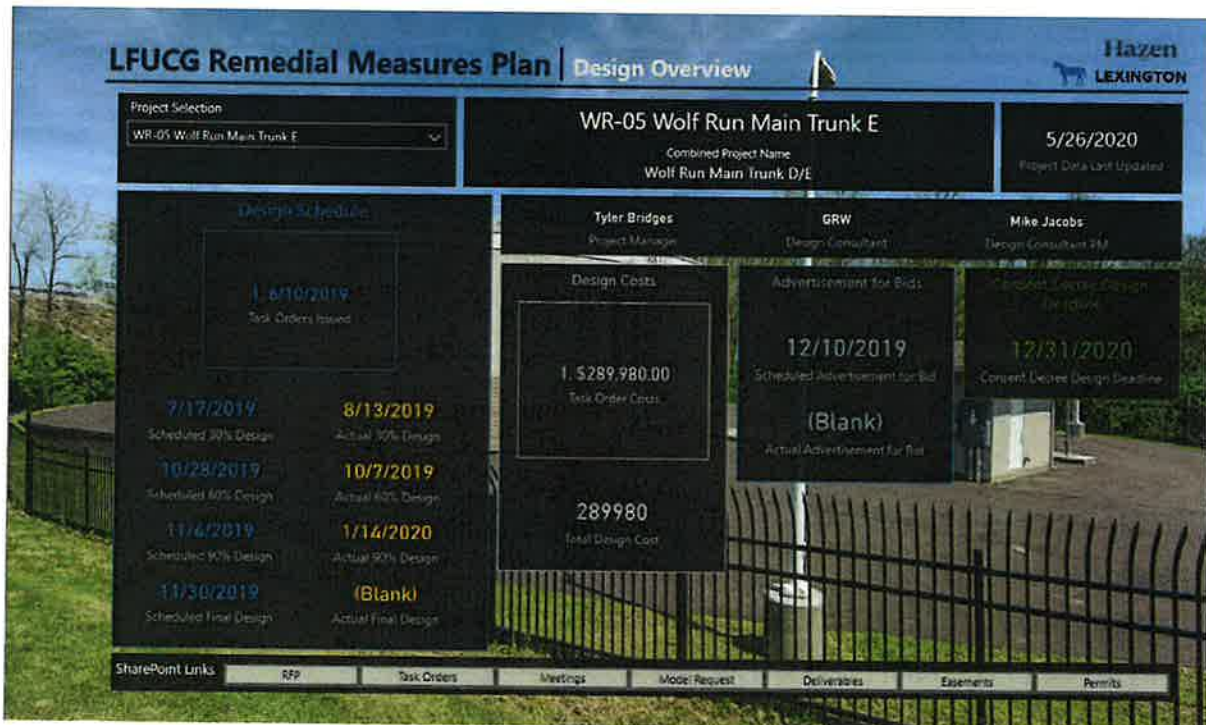 LFUCG Remedial Measures Plan | Design Overview
Hazen
LEXINGTON
Project Selection
WR-05 Wolf Run Main Trunk E
WR-05 Wolf Run Main Trunk E
Combined Project Name
Wolf Run Main Trunk D/E
5/26/2020
Project Data Last Updated
Design Schedule
1. 6/10/2019
Task Orders Issued
7/17/2019
Scheduled 30% Design
8/13/2019
Actual 30% Design
10/28/2019
Scheduled 60% Design
10/7/2019
Actual 60% Design
11/4/2019
Scheduled 90% Design
1/14/2020
Actual 90% Design
11/30/2019
Scheduled Final Design
(Blank)
Actual Final Design
Tyler Bridges
Project Manager
GRW
Design Consultant
Mike Jacobs
Design Consultant PM
Design Costs
1. $289,980.00
Task Order Costs
289980
Total Design Cost
Advertisement for Bids
12/10/2019
Scheduled Advertisement for Bid
(Blank)
Actual Advertisement for Bid
Consent Decree Design
Deadline
12/31/2020
Consent Decree Design Deadline
SharePoint Links
RFP
Task Orders
Meetings
Model Request
Deliverables
Easements
Permits